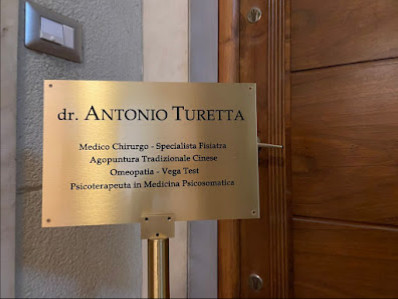 dr. ANTONIO TURETTA
Medico Chirurgo - Specialista Fisiatra
Agopuntura Tradizionale Cinese
Omeopatia - Vega Test
Psicoterapeuta in Medicina Psicosomatica